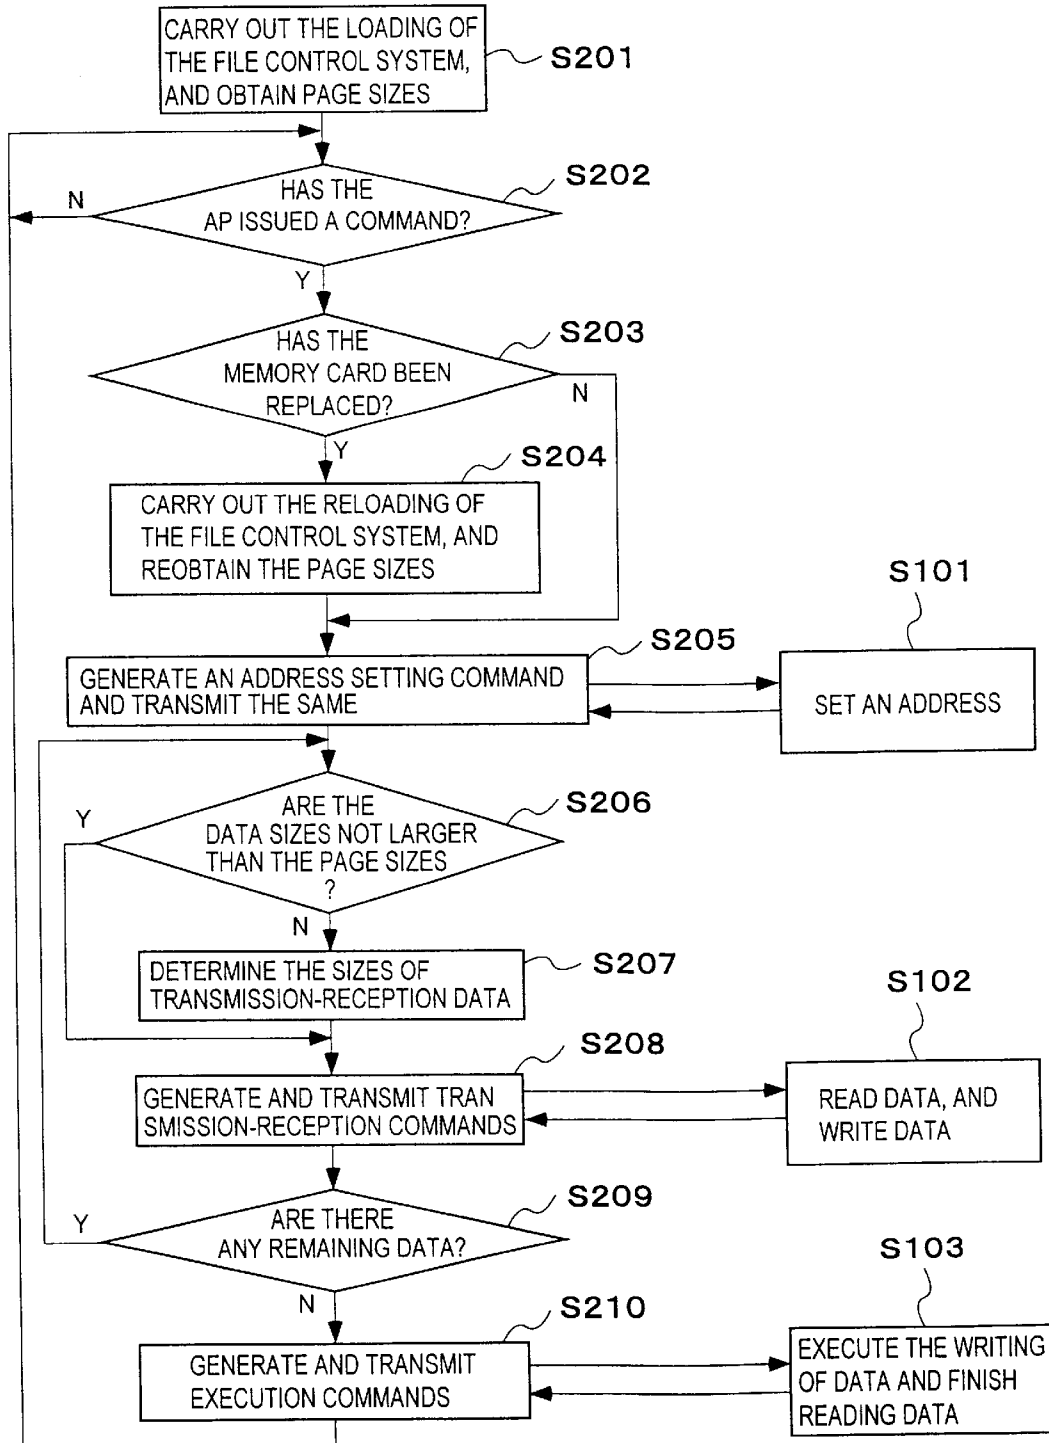 CARRY OUT THE LOADING OF
THE FILE CONTROL SYSTEM,
AND OBTAIN PAGE SIZES
S201
S202
HAS THE
AP ISSUED A COMMAND?
N
Y
S203
HAS THE
MEMORY CARD BEEN
REPLACED?
N
Y
S204
CARRY OUT THE RELOADING OF
THE FILE CONTROL SYSTEM, AND
REOBTAIN THE PAGE SIZES
S101
S205
GENERATE AN ADDRESS SETTING COMMAND
AND TRANSMIT THE SAME
SET AN ADDRESS
S206
Y
ARE THE
DATA SIZES NOT LARGER
THAN THE PAGE SIZES
?
N
S207
DETERMINE THE SIZES OF
TRANSMISSION-RECEPTION DATA
S102
S208
GENERATE AND TRANSMIT TRAN
SMISSION-RECEPTION COMMANDS
READ DATA, AND
WRITE DATA
S209
Y
ARE THERE
ANY REMAINING DATA?
N
S103
S210
GENERATE AND TRANSMIT
EXECUTION COMMANDS
EXECUTE THE WRITING
OF DATA AND FINISH
READING DATA